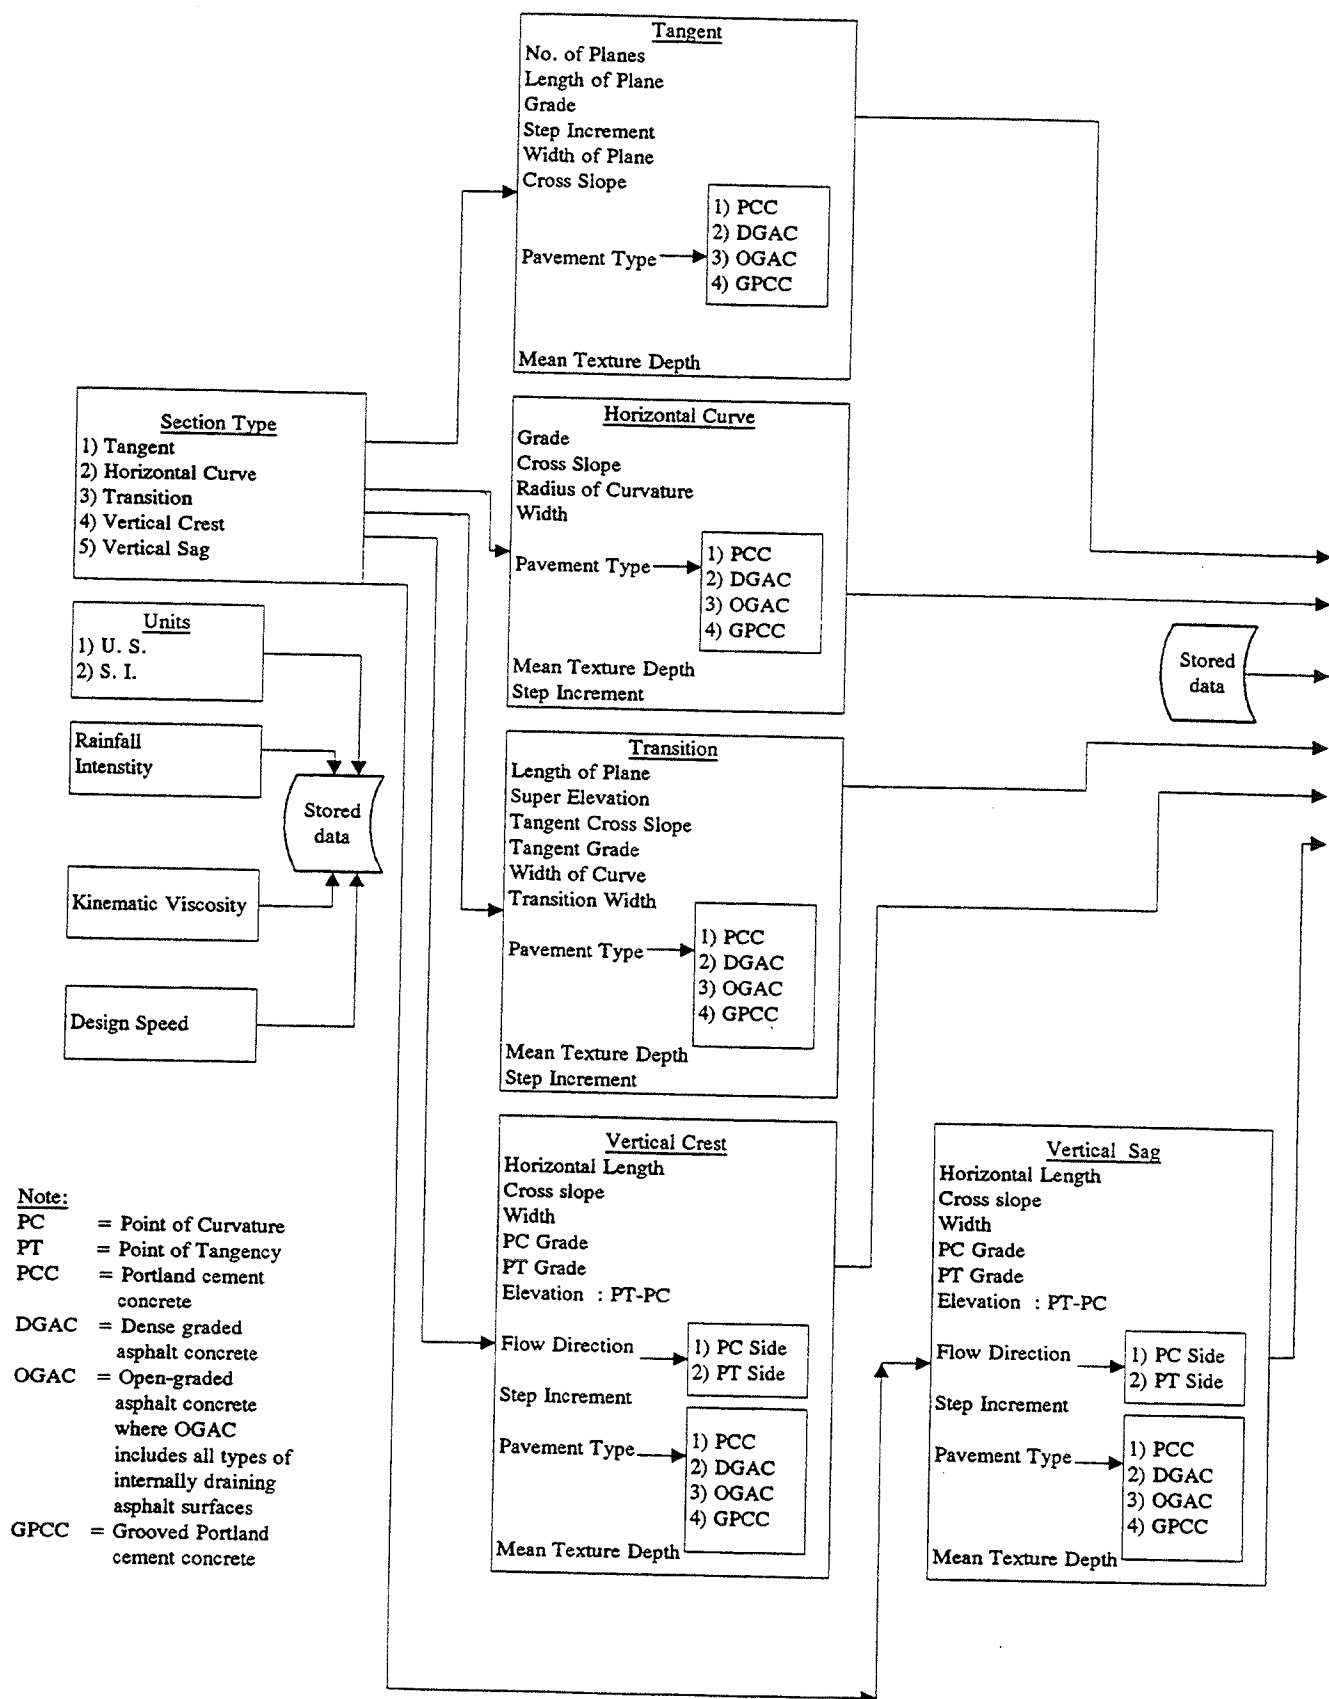 Tangent
No. of Planes
Length of Plane
Grade
Step Increment
Width of Plane
Cross Slope
Pavement Type
1) PCC
2) DGAC
3) OGAC
4) GPCC
Mean Texture Depth
Section Type
1) Tangent
2) Horizontal Curve
3) Transition
4) Vertical Crest
5) Vertical Sag
Horizontal Curve
Grade
Cross Slope
Radius of Curvature
Width
Pavement Type
1) PCC
2) DGAC
3) OGAC
4) GPCC
Mean Texture Depth
Step Increment
Units
1) U. S.
2) S. I.
Rainfall
Intenstity
Stored
data
Kinematic Viscosity
Design Speed
Stored
data
Transition
Length of Plane
Super Elevation
Tangent Cross Slope
Tangent Grade
Width of Curve
Transition Width
Pavement Type
1) PCC
2) DGAC
3) OGAC
4) GPCC
Mean Texture Depth
Step Increment
Vertical Crest
Horizontal Length
Cross slope
Width
PC Grade
PT Grade
Elevation : PT-PC
Flow Direction
1) PC Side
2) PT Side
Step Increment
Pavement Type
1) PCC
2) DGAC
3) OGAC
4) GPCC
Mean Texture Depth
Vertical Sag
Horizontal Length
Cross slope
Width
PC Grade
PT Grade
Elevation : PT-PC
Flow Direction
1) PC Side
2) PT Side
Step Increment
Pavement Type
1) PCC
2) DGAC
3) OGAC
4) GPCC
Mean Texture Depth
Note:
PC = Point of Curvature
PT = Point of Tangency
PCC = Portland cement
concrete
DGAC = Dense graded
asphalt concrete
OGAC = Open-graded
asphalt concrete
where OGAC
includes all types of
internally draining
asphalt surfaces
GPCC = Grooved Portland
cement concrete